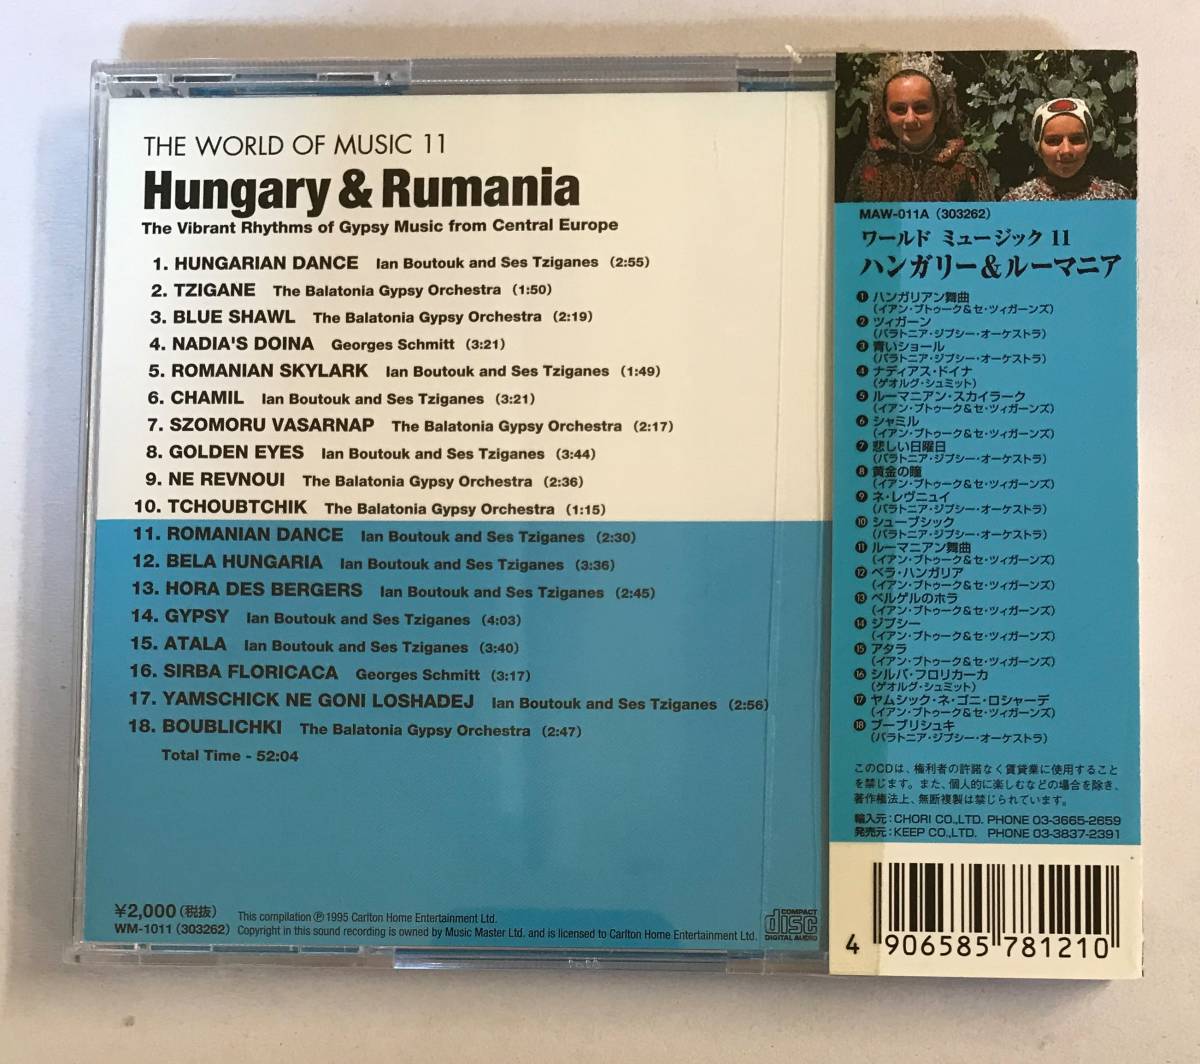 THE WORLD OF MUSIC 11
Hungary & Rumania
The Vibrant Rhythms of Gypsy Music from Central Europe
1. HUNGARIAN DANCE Ian Boutouk and Ses Tziganes (2:55)
2. TZIGANE The Balatonia Gypsy Orchestra (1:50)
3. BLUE SHAWL The Balatonia Gypsy Orchestra (2:19)
4. NADIA'S DOINA Georges Schmitt (3:21)
5. ROMANIAN SKYLARK Ian Boutouk and Ses Tziganes (1:49)
6. CHAMIL Ian Boutouk and Ses Tziganes (3:21)
7. SZOMORU VASARNAP The Balatonia Gypsy Orchestra (2:17)
8. GOLDEN EYES Ian Boutouk and Ses Tziganes (3:44)
9. NE REVNOUI The Balatonia Gypsy Orchestra (2:36)
10. TCHOUBTCHIK The Balatonia Gypsy Orchestra (1:15)
11. ROMANIAN DANCE Ian Boutouk and Ses Tziganes (2:30)
12. BELA HUNGARIA Ian Boutouk and Ses Tziganes (3:36)
13. HORA DES BERGERS Ian Boutouk and Ses Tziganes (2:45)
14. GYPSY Ian Boutouk and Ses Tziganes (4:03)
15. ATALA Ian Boutouk and Ses Tziganes (3:40)
16. SIRBA FLORICACA Georges Schmitt (3:17)
17. YAMSCHICK NE GONI LOSHADEJ Ian Boutouk and Ses Tziganes (2:56)
18. BOUBLICHKI The Balatonia Gypsy Orchestra (2:47)
Total Time - 52:04
¥2,000(税抜)
WM-1011 (303262)
This compilation Ⓟ 1995 Carlton Home Entertainment Ltd.
Copyright in this sound recording is owned by Music Master Ltd. and is licensed to Carlton Home Entertainment Ltd.
COMPACT
disc
DIGITAL AUDIO
MAW-011A (303262)
ワールド ミュージック 11
ハンガリー&ルーマニア
❶ ハンガリアン舞曲
(イアン・ブトゥーク&セ・ツィガーンズ)
❷ ツィガーン
(バラトニア・ジプシー・オーケストラ)
❸ 青いショール
(バラトニア・ジプシー・オーケストラ)
❹ ナディアス・ドイナ
(ゲオルグ・シュミット)
❺ ルーマニアン・スカイラーク
(イアン・ブトゥーク&セ・ツィガーンズ)
❻ シャミル
(イアン・ブトゥーク&セ・ツィガーンズ)
❼ 悲しい日曜日
(バラトニア・ジプシー・オーケストラ)
❽ 黄金の瞳
(イアン・ブトゥーク&セ・ツィガーンズ)
❾ ネ・レヴニュイ
(バラトニア・ジプシー・オーケストラ)
❿ シューブシック
(バラトニア・ジプシー・オーケストラ)
⓫ ルーマニアン舞曲
(イアン・ブトゥーク&セ・ツィガーンズ)
⓬ ベラ・ハンガリア
(イアン・ブトゥーク&セ・ツィガーンズ)
⓭ ベルゲルのホラ
(イアン・ブトゥーク&セ・ツィガーンズ)
⓮ ジプシー
(イアン・ブトゥーク&セ・ツィガーンズ)
⓯ アタラ
(イアン・ブトゥーク&セ・ツィガーンズ)
⓰ シルバ・フロリカーカ
(ゲオルグ・シュミット)
⓱ ヤムシック・ネ・ゴニ・ロシャーデ
(イアン・ブトゥーク&セ・ツィガーンズ)
⓲ ブーブリシュキ
(バラトニア・ジプシー・オーケストラ)
このCDは、権利者の許諾なく賃貸業に使用すること
を禁じます。また、個人的に楽しむなどの場合を除き、
著作権法上、無断複製は禁じられています。
輸入元:CHORI CO.,LTD. PHONE 03-3665-2659
発売元:KEEP CO.,LTD. PHONE 03-3837-2391
4 906585 781210